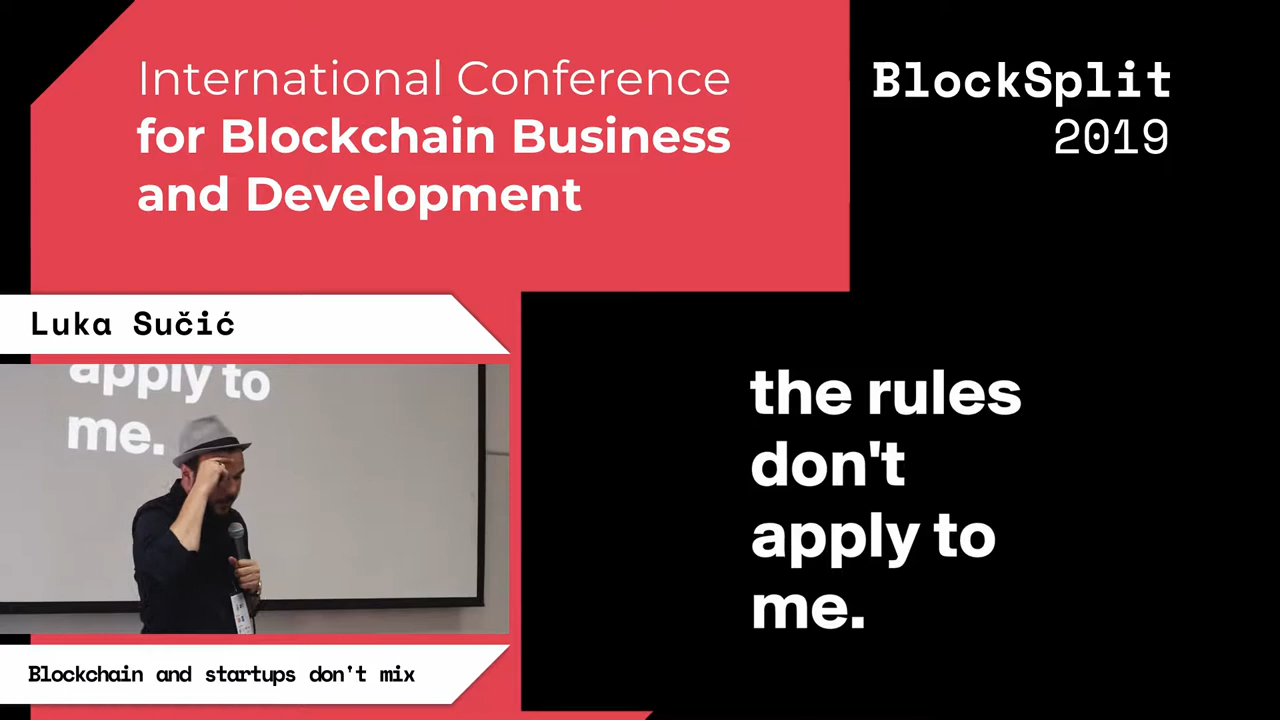 International Conference
for Blockchain Business
and Development
BlockSplit
2019
Luka Sučić
apply to
me.
the rules
don't
apply to
me.
Blockchain and startups don't mix